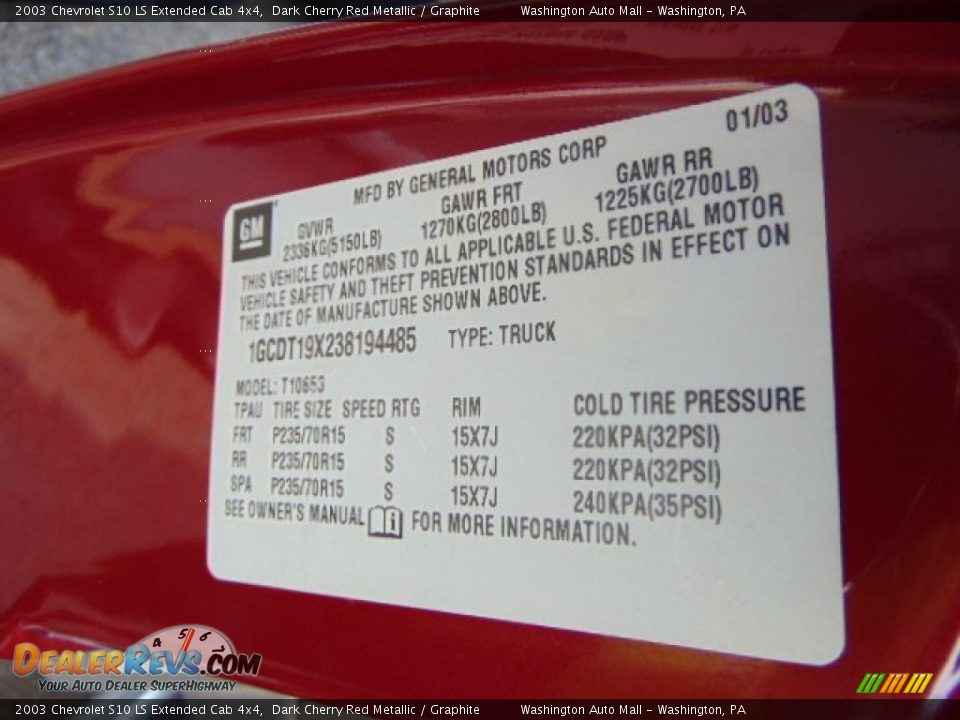 2003 Chevrolet S10 LS Extended Cab 4x4, Dark Cherry Red Metallic / Graphite Washington Auto Mall - Washington, PA
01/03
MFD BY GENERAL MOTORS CORP
GM
GVWR GAWR FRT GAWR RR
2336KG(5150LB) 1270KG(2800LB) 1225KG(2700LB)
THIS VEHICLE CONFORMS TO ALL APPLICABLE U.S. FEDERAL MOTOR
VEHICLE SAFETY AND THEFT PREVENTION STANDARDS IN EFFECT ON
THE DATE OF MANUFACTURE SHOWN ABOVE.
1GCDT19X238194485 TYPE: TRUCK
MODEL: T10653
TPAU TIRE SIZE SPEED RTG RIM COLD TIRE PRESSURE
FRT P235/70R15 S 15X7J 220KPA(32PSI)
RR P235/70R15 S 15X7J 220KPA(32PSI)
SPA P235/70R15 S 15X7J 240KPA(35PSI)
SEE OWNER'S MANUAL i FOR MORE INFORMATION.
4 5 6
DEALERREVS.COM
YOUR AUTO DEALER SUPERHIGHWAY
2003 Chevrolet S10 LS Extended Cab 4x4, Dark Cherry Red Metallic / Graphite Washington Auto Mall - Washington, PA